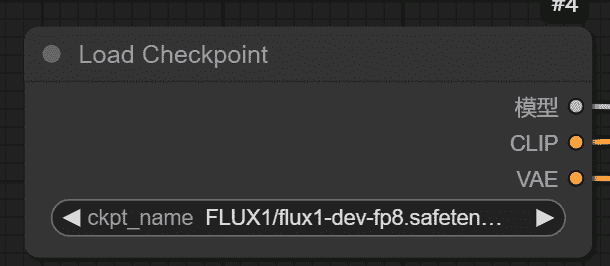 #4
Load Checkpoint
模型
CLIP
VAE
ckpt_name FLUX1/flux1-dev-fp8.safeten...